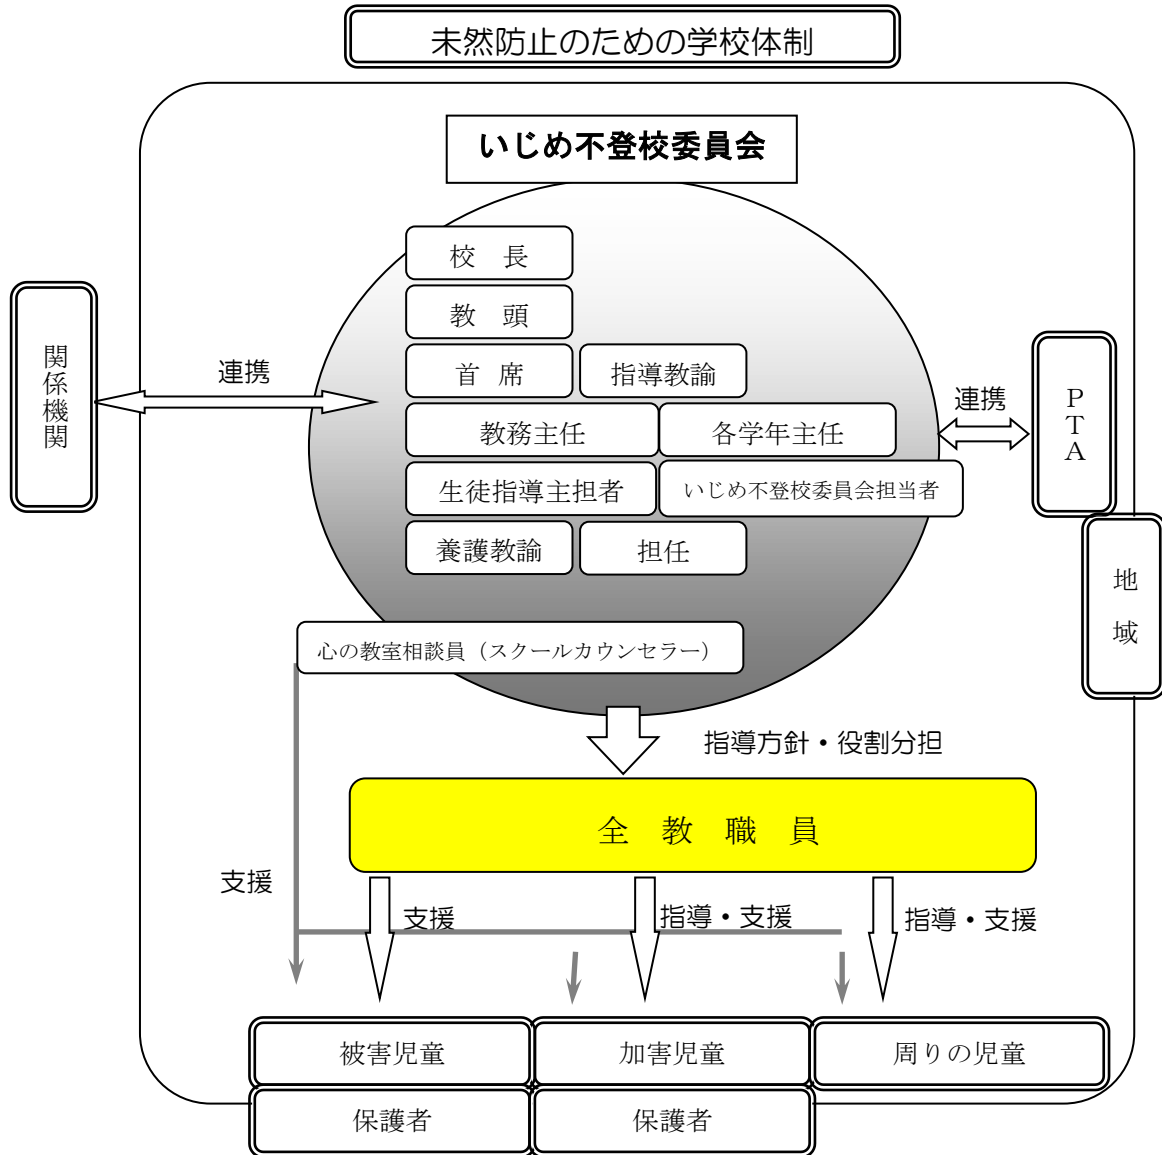 未然防止のための学校体制
いじめ不登校委員会
校　長
教　頭
首　席
指導教諭
教務主任
各学年主任
生徒指導主担者
いじめ不登校委員会担当者
養護教諭
担任
心の教室相談員（スクールカウンセラー）
関係機関
連携
連携
PTA
地域
指導方針・役割分担
全　教　職　員
支援
支援
指導・支援
指導・支援
被害児童
加害児童
周りの児童
保護者
保護者